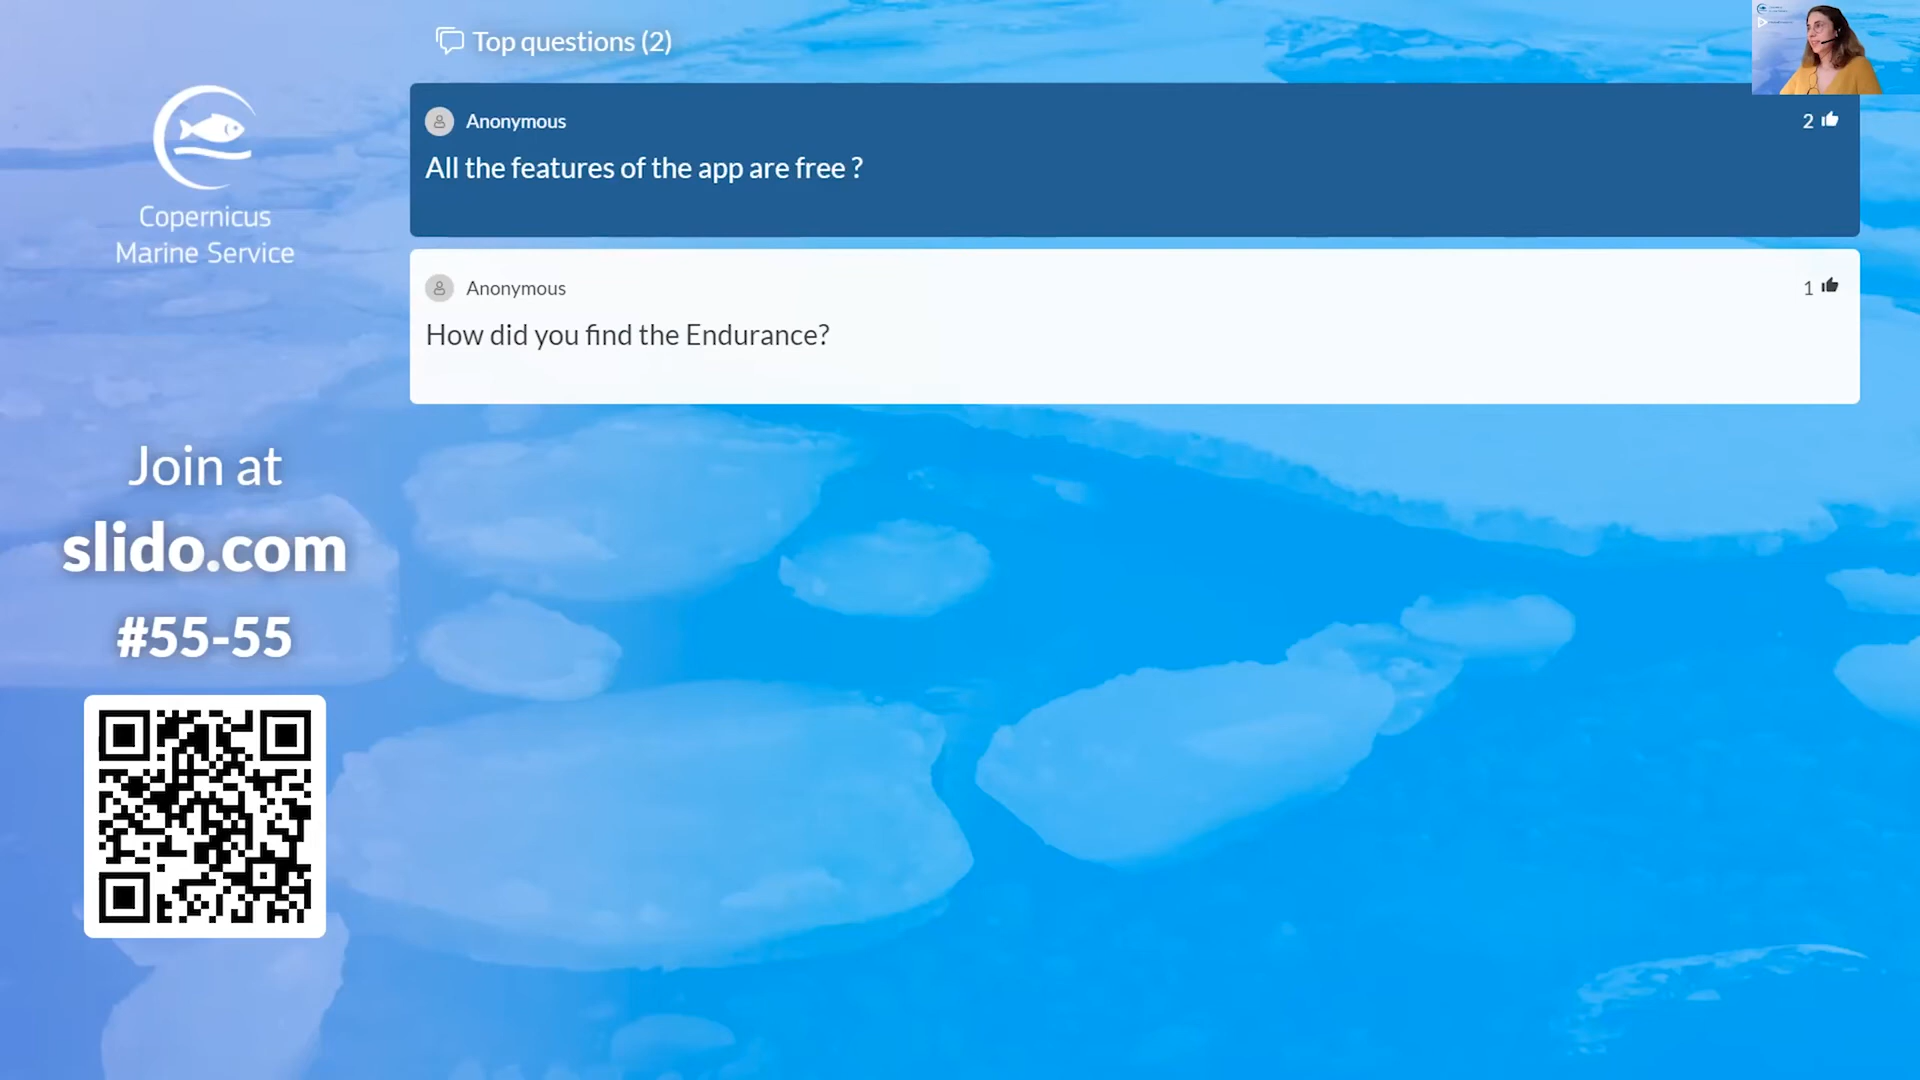 Top questions (2)
Copernicus
Marine Service
Anonymous
2
All the features of the app are free ?
Anonymous
1
How did you find the Endurance?
Join at
slido.com
#55-55